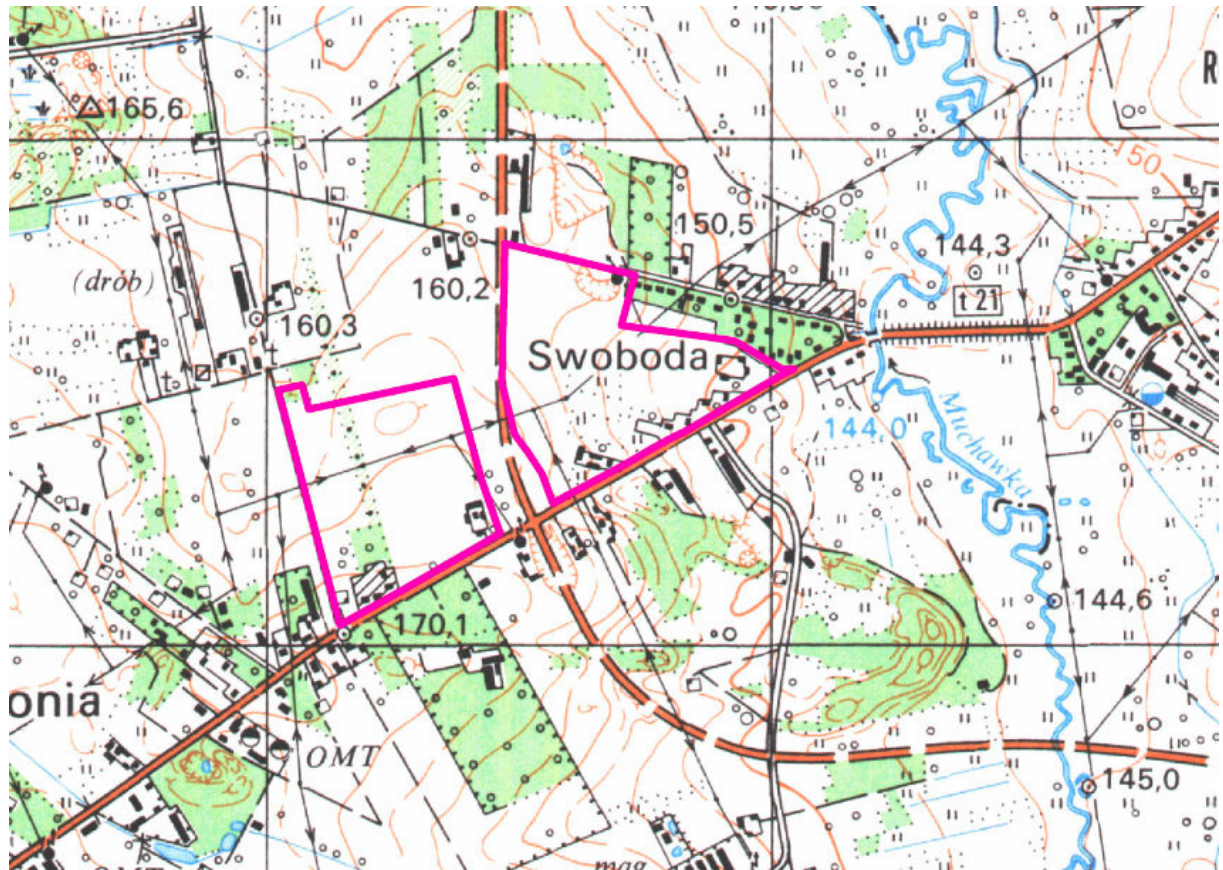 165,6
R
150
150,5
144,3
(drób)
160,2
t 21
160,3
Swoboda
t
144,0
Muchawka
144,6
170,1
onia
OMT
145,0
mag